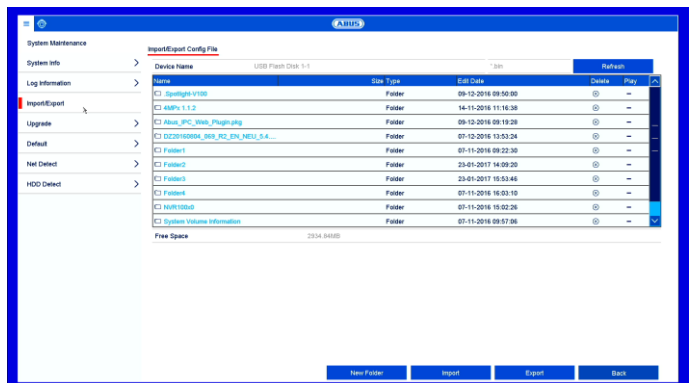 ABUS
System Maintenance
Import/Export Config File
System Info
Device Name USB Flash Disk 1-1 *.bin Refresh
Log Information
Name Size Type Edit Date Delete Play
.Spotlight-V100 Folder 09-12-2016 09:50:00
Import/Export
4MPx 1.1.2 Folder 14-11-2016 11:16:38
Upgrade
Abus_IPC_Web_Plugin.pkg Folder 09-12-2016 09:19:28
DZ20160804_069_R2_EN_NEU_5.4.... Folder 07-12-2016 13:53:24
Default
Folder1 Folder 07-11-2016 09:22:30
Net Detect
Folder2 Folder 23-01-2017 14:09:20
Folder3 Folder 23-01-2017 15:53:46
HDD Detect
Folder4 Folder 07-11-2016 16:03:10
NVR100x0 Folder 07-11-2016 15:02:26
System Volume Information Folder 07-11-2016 09:57:06
Free Space 2934.84MB
New Folder Import Export Back